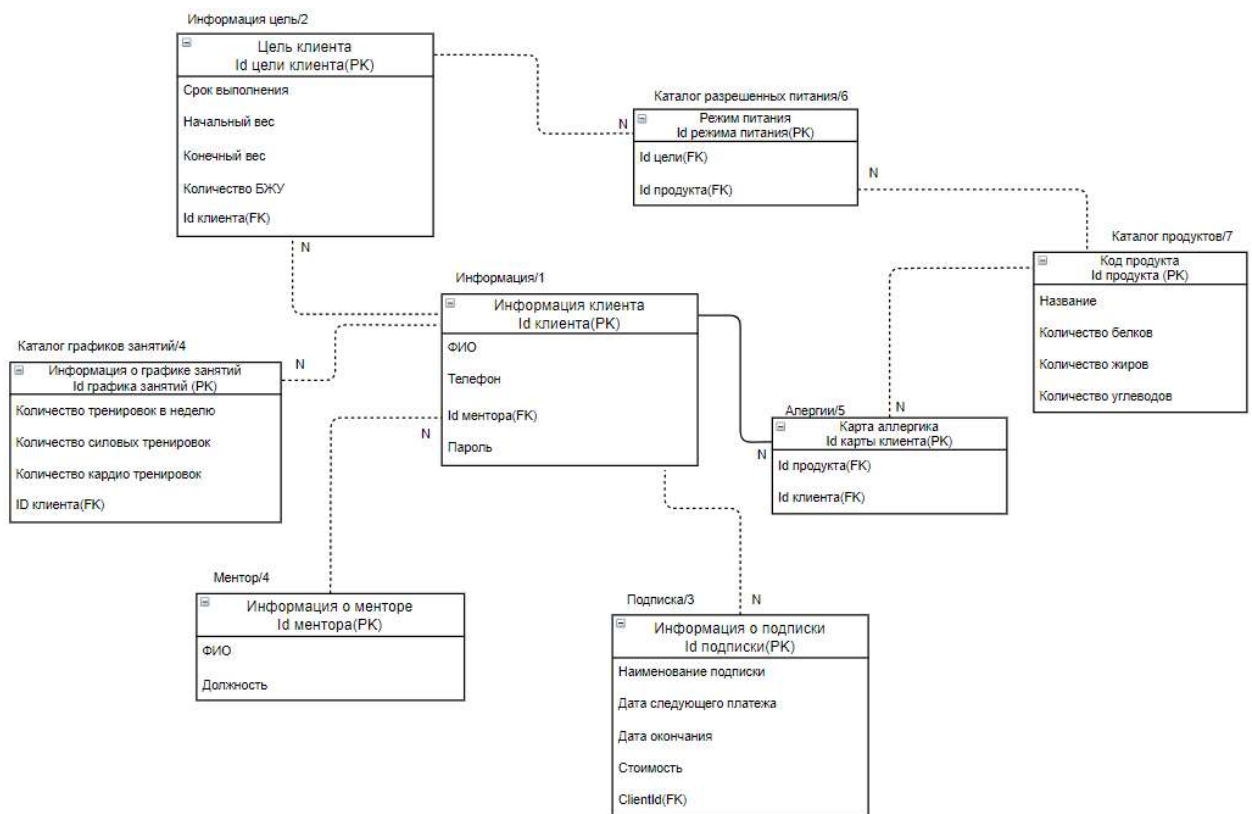 Информация цель/2
Цель клиента
Id цели клиента(PK)
Срок выполнения
Начальный вес
Конечный вес
Количество БЖУ
Id клиента(FK)
N
Каталог разрешенных питания/6
N
Режим питания
Id режима питания(PK)
Id цели(FK)
Id продукта(FK)
N
Каталог продуктов/7
Код продукта
Id продукта (PK)
Название
Количество белков
Количество жиров
Количество углеводов
Информация/1
Информация клиента
Id клиента(PK)
ФИО
Телефон
Id ментора(FK)
Пароль
N
Каталог графиков занятий/4
N
Информация о графике занятий
Id графика занятий (PK)
Количество тренировок в неделю
Количество силовых тренировок
Количество кардио тренировок
ID клиента(FK)
Алергии/5
N
N
Карта аллергика
Id карты клиента(PK)
Id продукта(FK)
Id клиента(FK)
Ментор/4
Информация о менторе
Id ментора(PK)
ФИО
Должность
Подписка/3
N
Информация о подписки
Id подписки(PK)
Наименование подписки
Дата следующего платежа
Дата окончания
Стоимость
ClientId(FK)